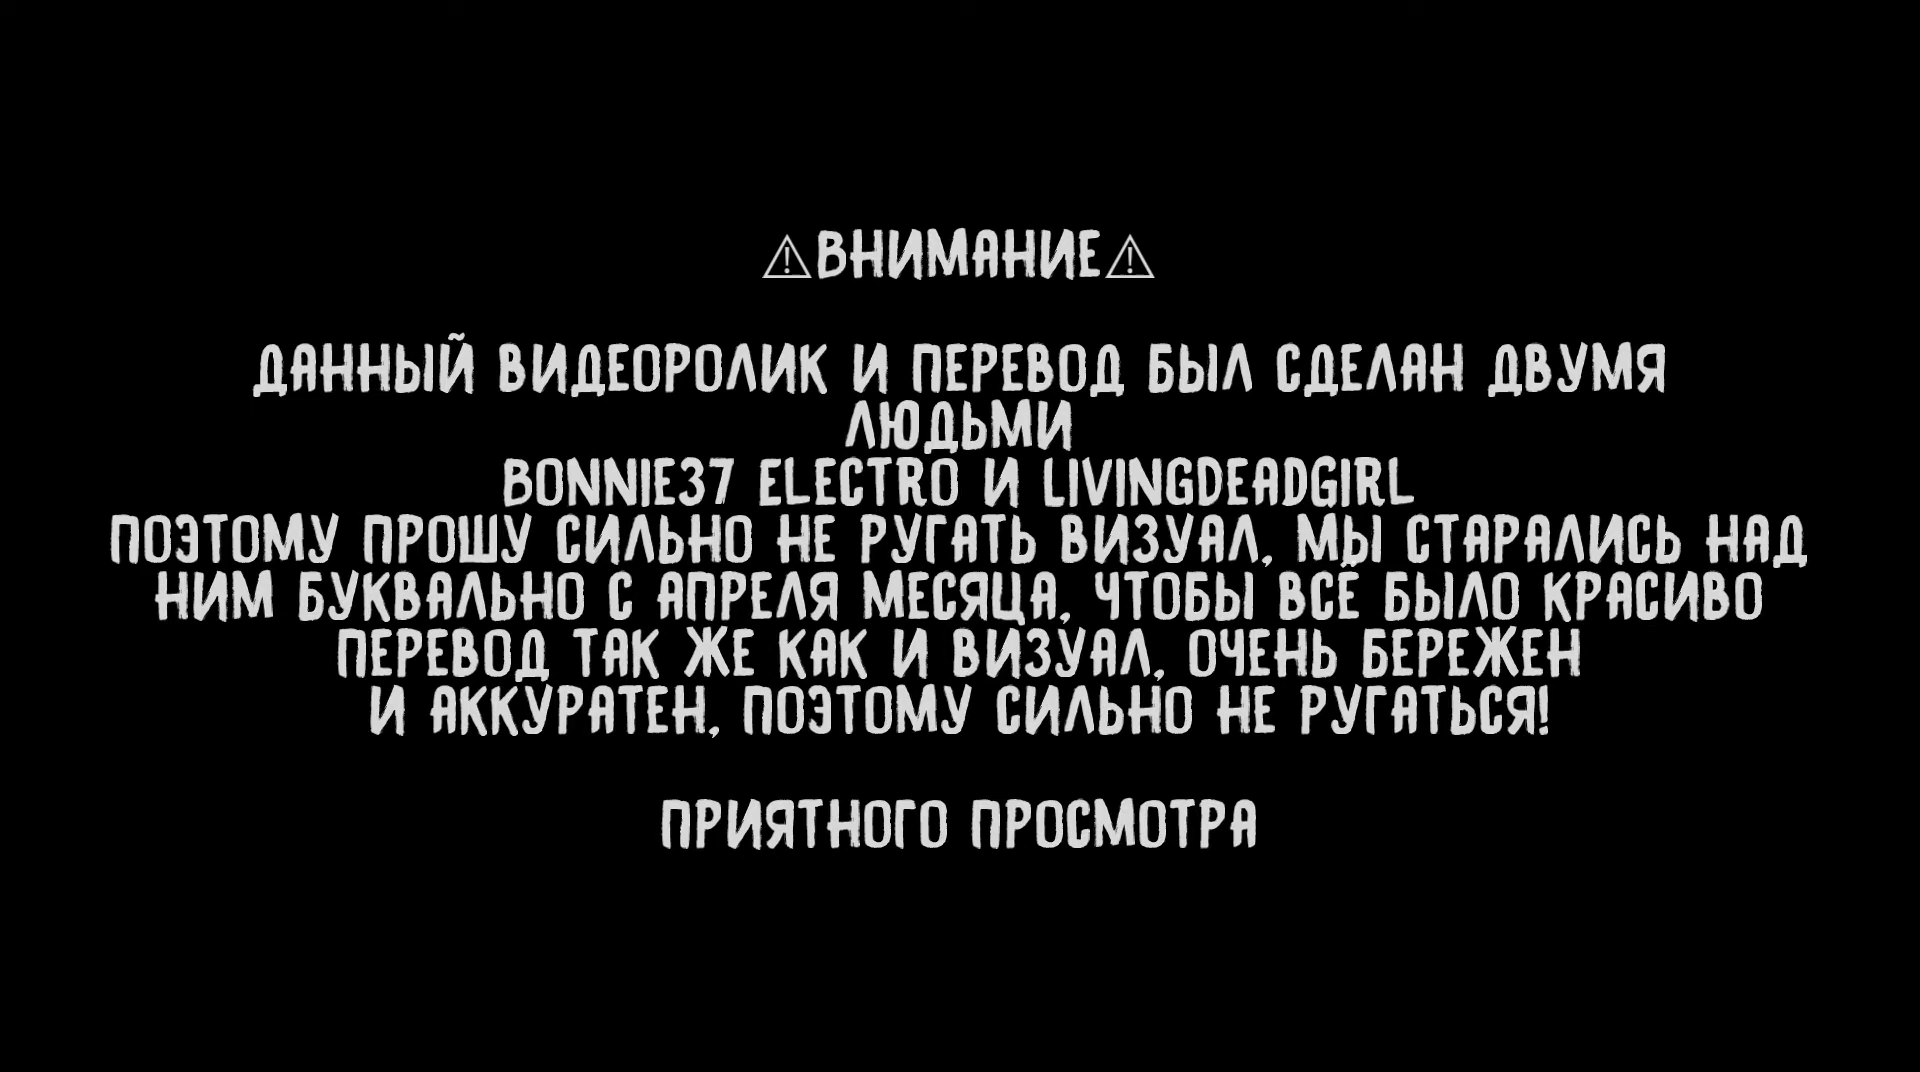 ⚠ВНИМАНИЕ⚠
ДАННЫЙ ВИДЕОРОЛИК И ПЕРЕВОД БЫЛ СДЕЛАН ДВУМЯ
ЛЮДЬМИ
BONNIE37 ELECTRO И LIVINGDEADGIRL
ПОЭТОМУ ПРОШУ СИЛЬНО НЕ РУГАТЬ ВИЗУАЛ, МЫ СТАРАЛИСЬ НАД
НИМ БУКВАЛЬНО С АПРЕЛЯ МЕСЯЦА, ЧТОБЫ ВСЁ БЫЛО КРАСИВО
ПЕРЕВОД ТАК ЖЕ КАК И ВИЗУАЛ, ОЧЕНЬ БЕРЕЖЕН
И АККУРАТЕН, ПОЭТОМУ СИЛЬНО НЕ РУГАТЬСЯ!
ПРИЯТНОГО ПРОСМОТРА